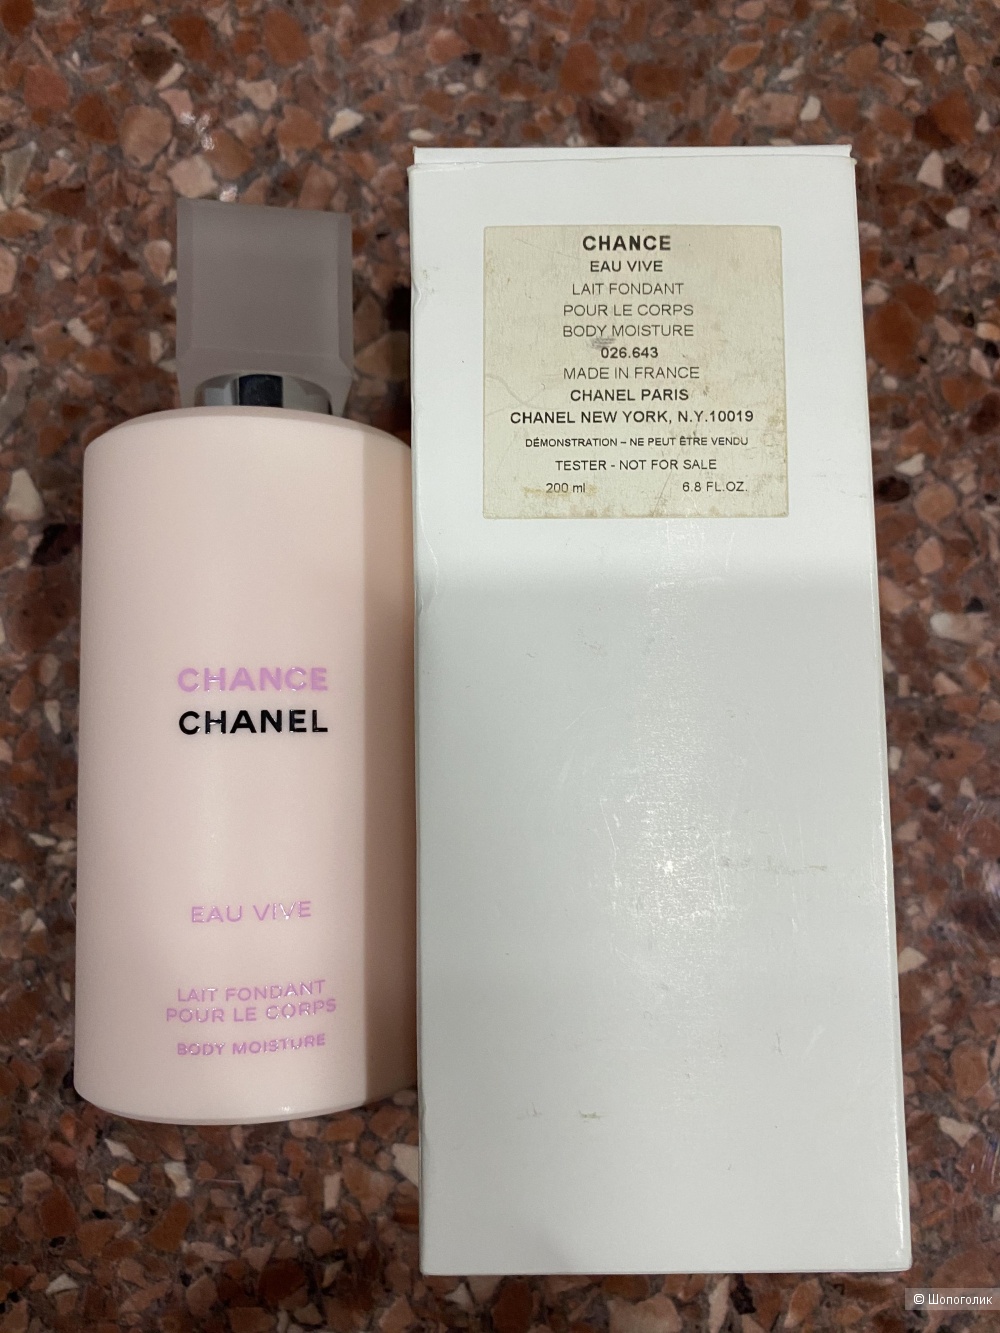 CHANCE
EAU VIVE
LAIT FONDANT
POUR LE CORPS
BODY MOISTURE
026.643
MADE IN FRANCE
CHANEL PARIS
CHANEL NEW YORK, N.Y.10019
DÉMONSTRATION – NE PEUT ÊTRE VENDU
TESTER - NOT FOR SALE
200 ml 6.8 FL.OZ.
CHANCE
CHANEL
EAU VIVE
LAIT FONDANT
POUR LE CORPS
BODY MOISTURE
© Шопоголик